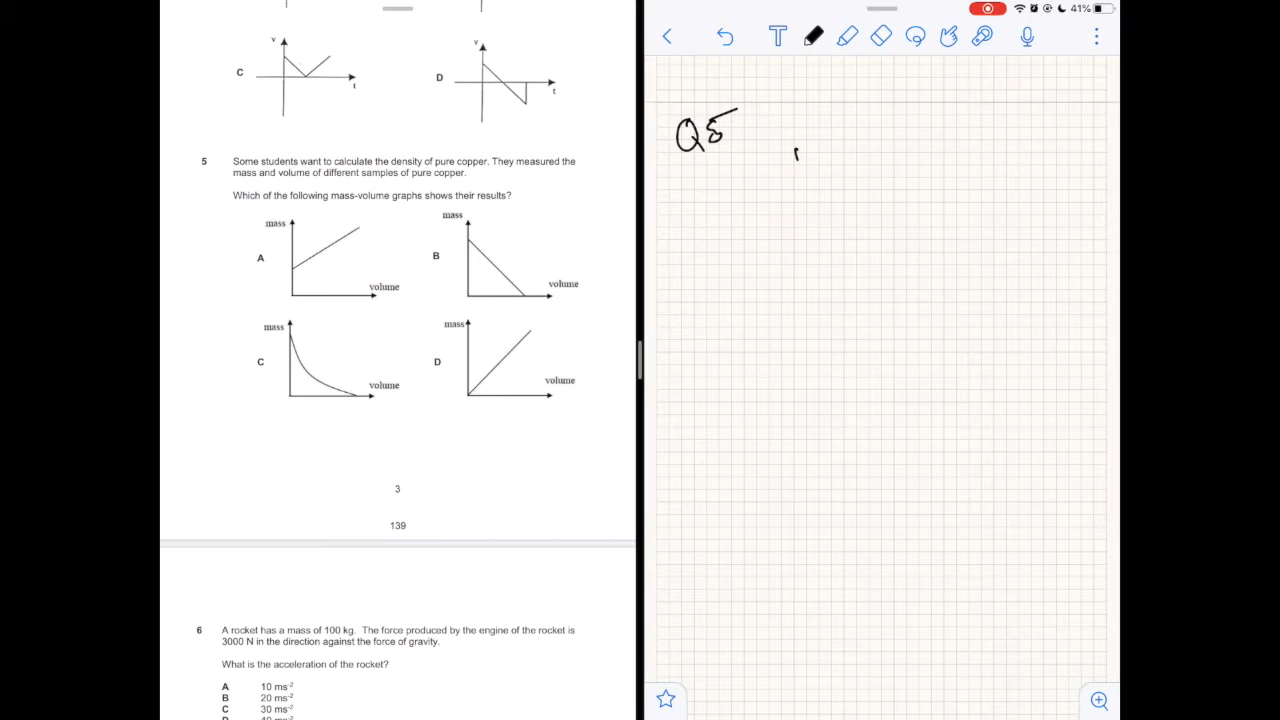 41%
v
t
C
v
t
D
5 Some students want to calculate the density of pure copper. They measured the
mass and volume of different samples of pure copper.
Which of the following mass-volume graphs shows their results?
mass
A
volume
mass
B
volume
mass
C
volume
mass
D
volume
3
139
6 A rocket has a mass of 100 kg. The force produced by the engine of the rocket is
3000 N in the direction against the force of gravity.
What is the acceleration of the rocket?
A 10 ms-2
B 20 ms-2
C 30 ms-2
T
Q5